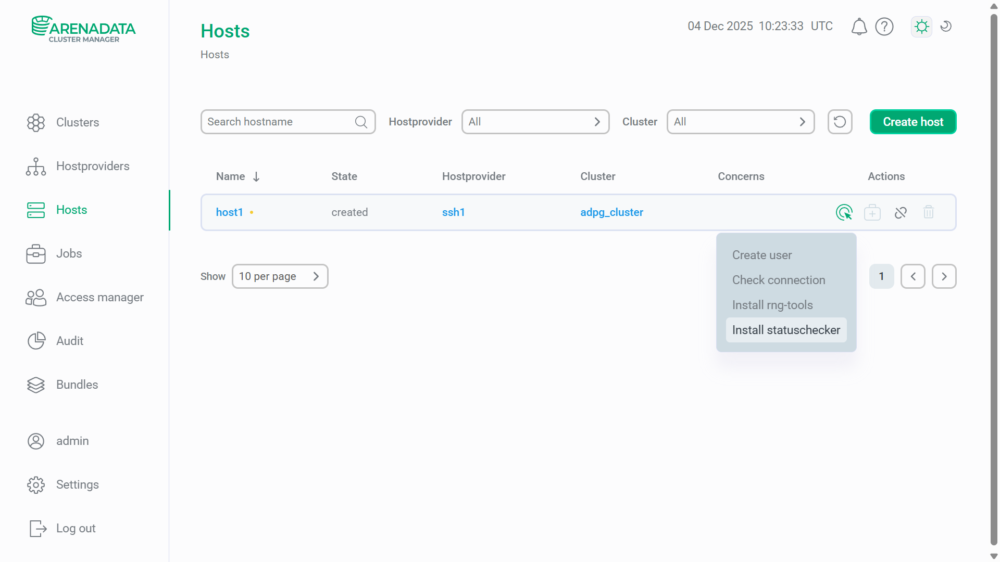 ARENADATA
CLUSTER MANAGER
Hosts
Hosts
04 Dec 2025 10:23:33 UTC
Clusters
Hostproviders
Hosts
Jobs
Access manager
Audit
Bundles
admin
Settings
Log out
Search hostname
Hostprovider
All
Cluster
All
Create host
Name
State
Hostprovider
Cluster
Concerns
Actions
host1
created
ssh1
adpg_cluster
Create user
Check connection
Install rng-tools
Install statuschecker
Show
10 per page
1